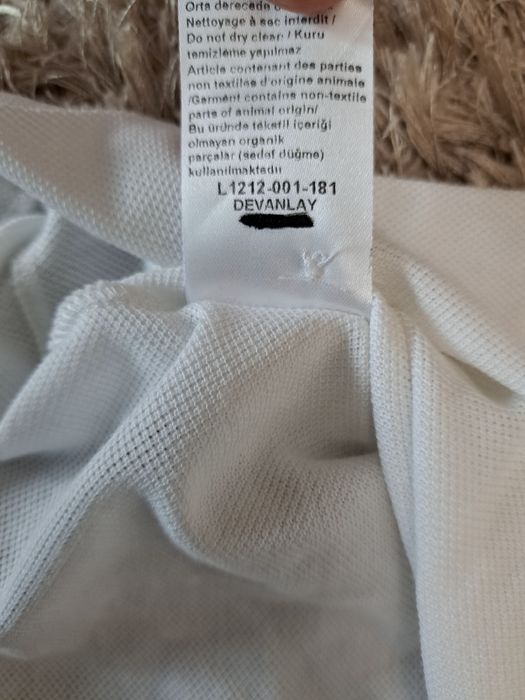 Orta derecede
Nettoyage à sec interdit /
Do not dry clean / Kuru
temizleme yapılmaz
Article contenant des parties
non textiles d'origine animale
/Garment contains non-textile
parts of animal origin/
Bu üründe tekstil içeriği
olmayan organik
parçalar (sedef düğme)
kullanılmaktadır
L1212-001-181
DEVANLAY